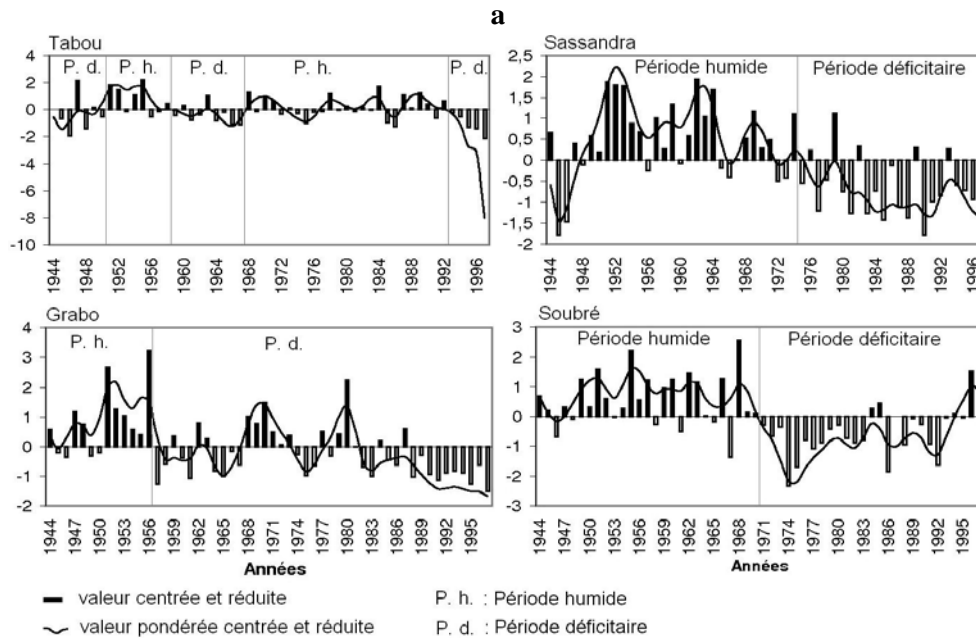 a
Tabou
P. d. P. h. P. d. P. h. P. d.
4
2
0
-2
-4
-6
-8
-10
1944 1948 1952 1956 1960 1964 1968 1972 1976 1980 1984 1988 1992 1996
Sassandra
Période humide Période déficitaire
2,5
2
1,5
1
0,5
0
-0,5
-1
-1,5
-2
1944 1948 1952 1956 1960 1964 1968 1972 1976 1980 1984 1988 1992 1996
Grabo
P. h. P. d.
4
3
2
1
0
-1
-2
1944 1947 1950 1953 1956 1959 1962 1965 1968 1971 1974 1977 1980 1983 1986 1989 1992 1995
Années
Soubré
Période humide Période déficitaire
3
2
1
0
-1
-2
-3
1944 1947 1950 1953 1956 1959 1962 1965 1968 1971 1974 1977 1980 1983 1986 1989 1992 1995
Années
valeur centrée et réduite P. h. : Période humide
valeur pondérée centrée et réduite P. d. : Période déficitaire